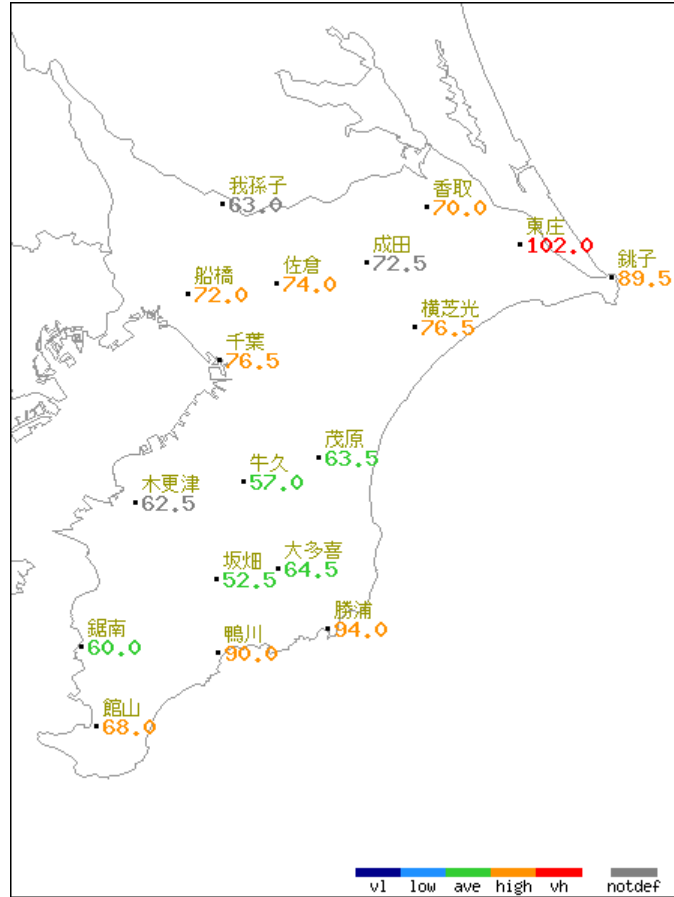 我孫子
63.0
香取
70.0
東庄
102.0
成田
72.5
銚子
89.5
船橋
72.0
佐倉
74.0
横芝光
76.5
千葉
76.5
茂原
63.5
牛久
57.0
木更津
62.5
坂畑
52.5
大多喜
64.5
勝浦
94.0
鋸南
60.0
鴨川
90.0
館山
68.0
vl low ave high vh notdef